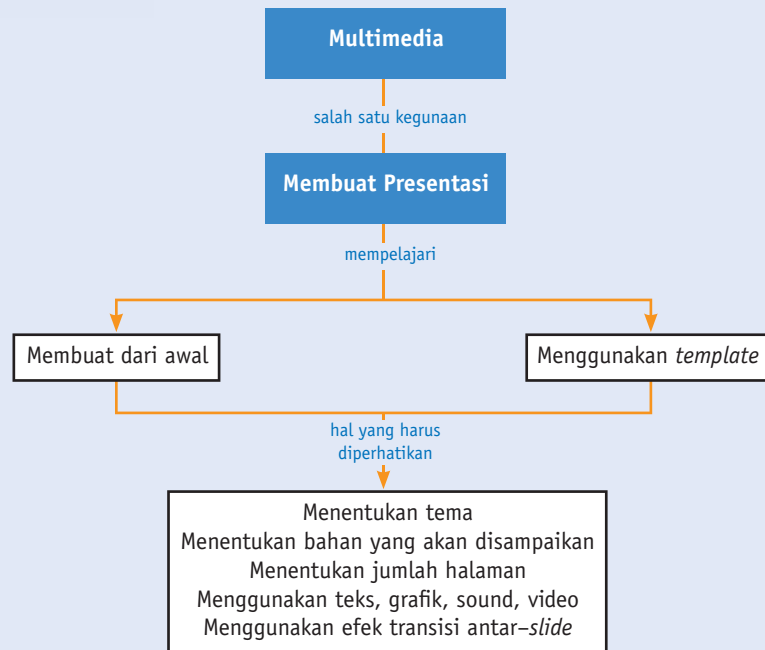 Multimedia
salah satu kegunaan
Membuat Presentasi
mempelajari
Membuat dari awal
Menggunakan template
hal yang harus
diperhatikan
Menentukan tema
Menentukan bahan yang akan disampaikan
Menentukan jumlah halaman
Menggunakan teks, grafik, sound, video
Menggunakan efek transisi antar–slide